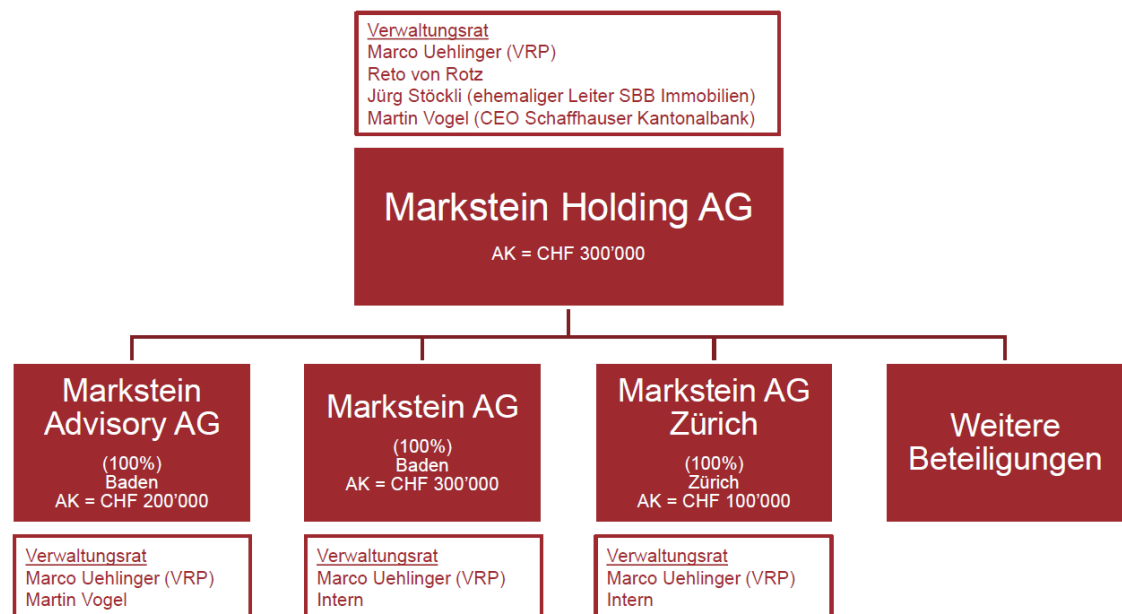 Verwaltungsrat
Marco Uehlinger (VRP)
Reto von Rotz
Jürg Stöckli (ehemaliger Leiter SBB Immobilien)
Martin Vogel (CEO Schaffhauser Kantonalbank)
Markstein Holding AG
AK = CHF 300'000
Markstein
Advisory AG
(100%)
Baden
AK = CHF 200'000
Markstein AG
(100%)
Baden
AK = CHF 300'000
Markstein AG
Zürich
(100%)
Zürich
AK = CHF 100'000
Weitere
Beteiligungen
Verwaltungsrat
Marco Uehlinger (VRP)
Martin Vogel
Verwaltungsrat
Marco Uehlinger (VRP)
Intern
Verwaltungsrat
Marco Uehlinger (VRP)
Intern